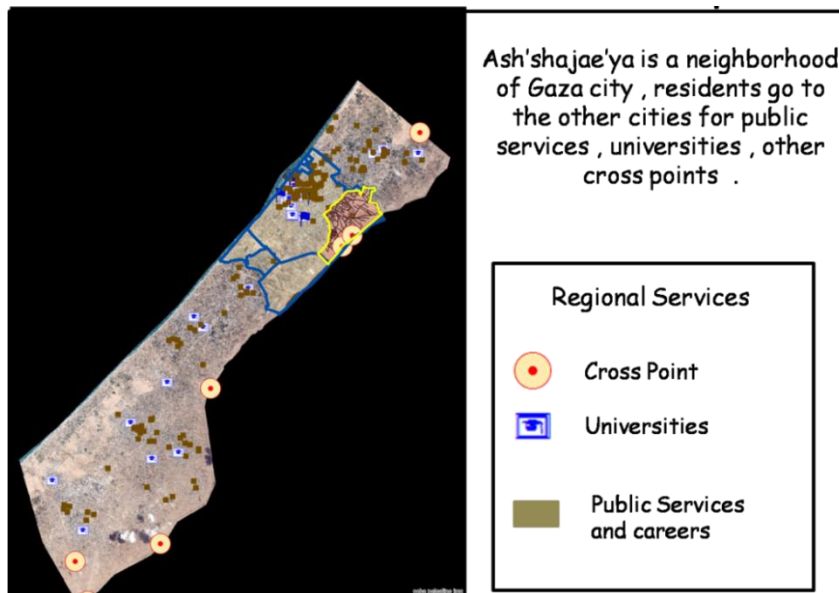 Ash'shajae'ya is a neighborhood
of Gaza city , residents go to
the other cities for public
services , universities , other
cross points .
Regional Services
Cross Point
Universities
Public Services
and careers